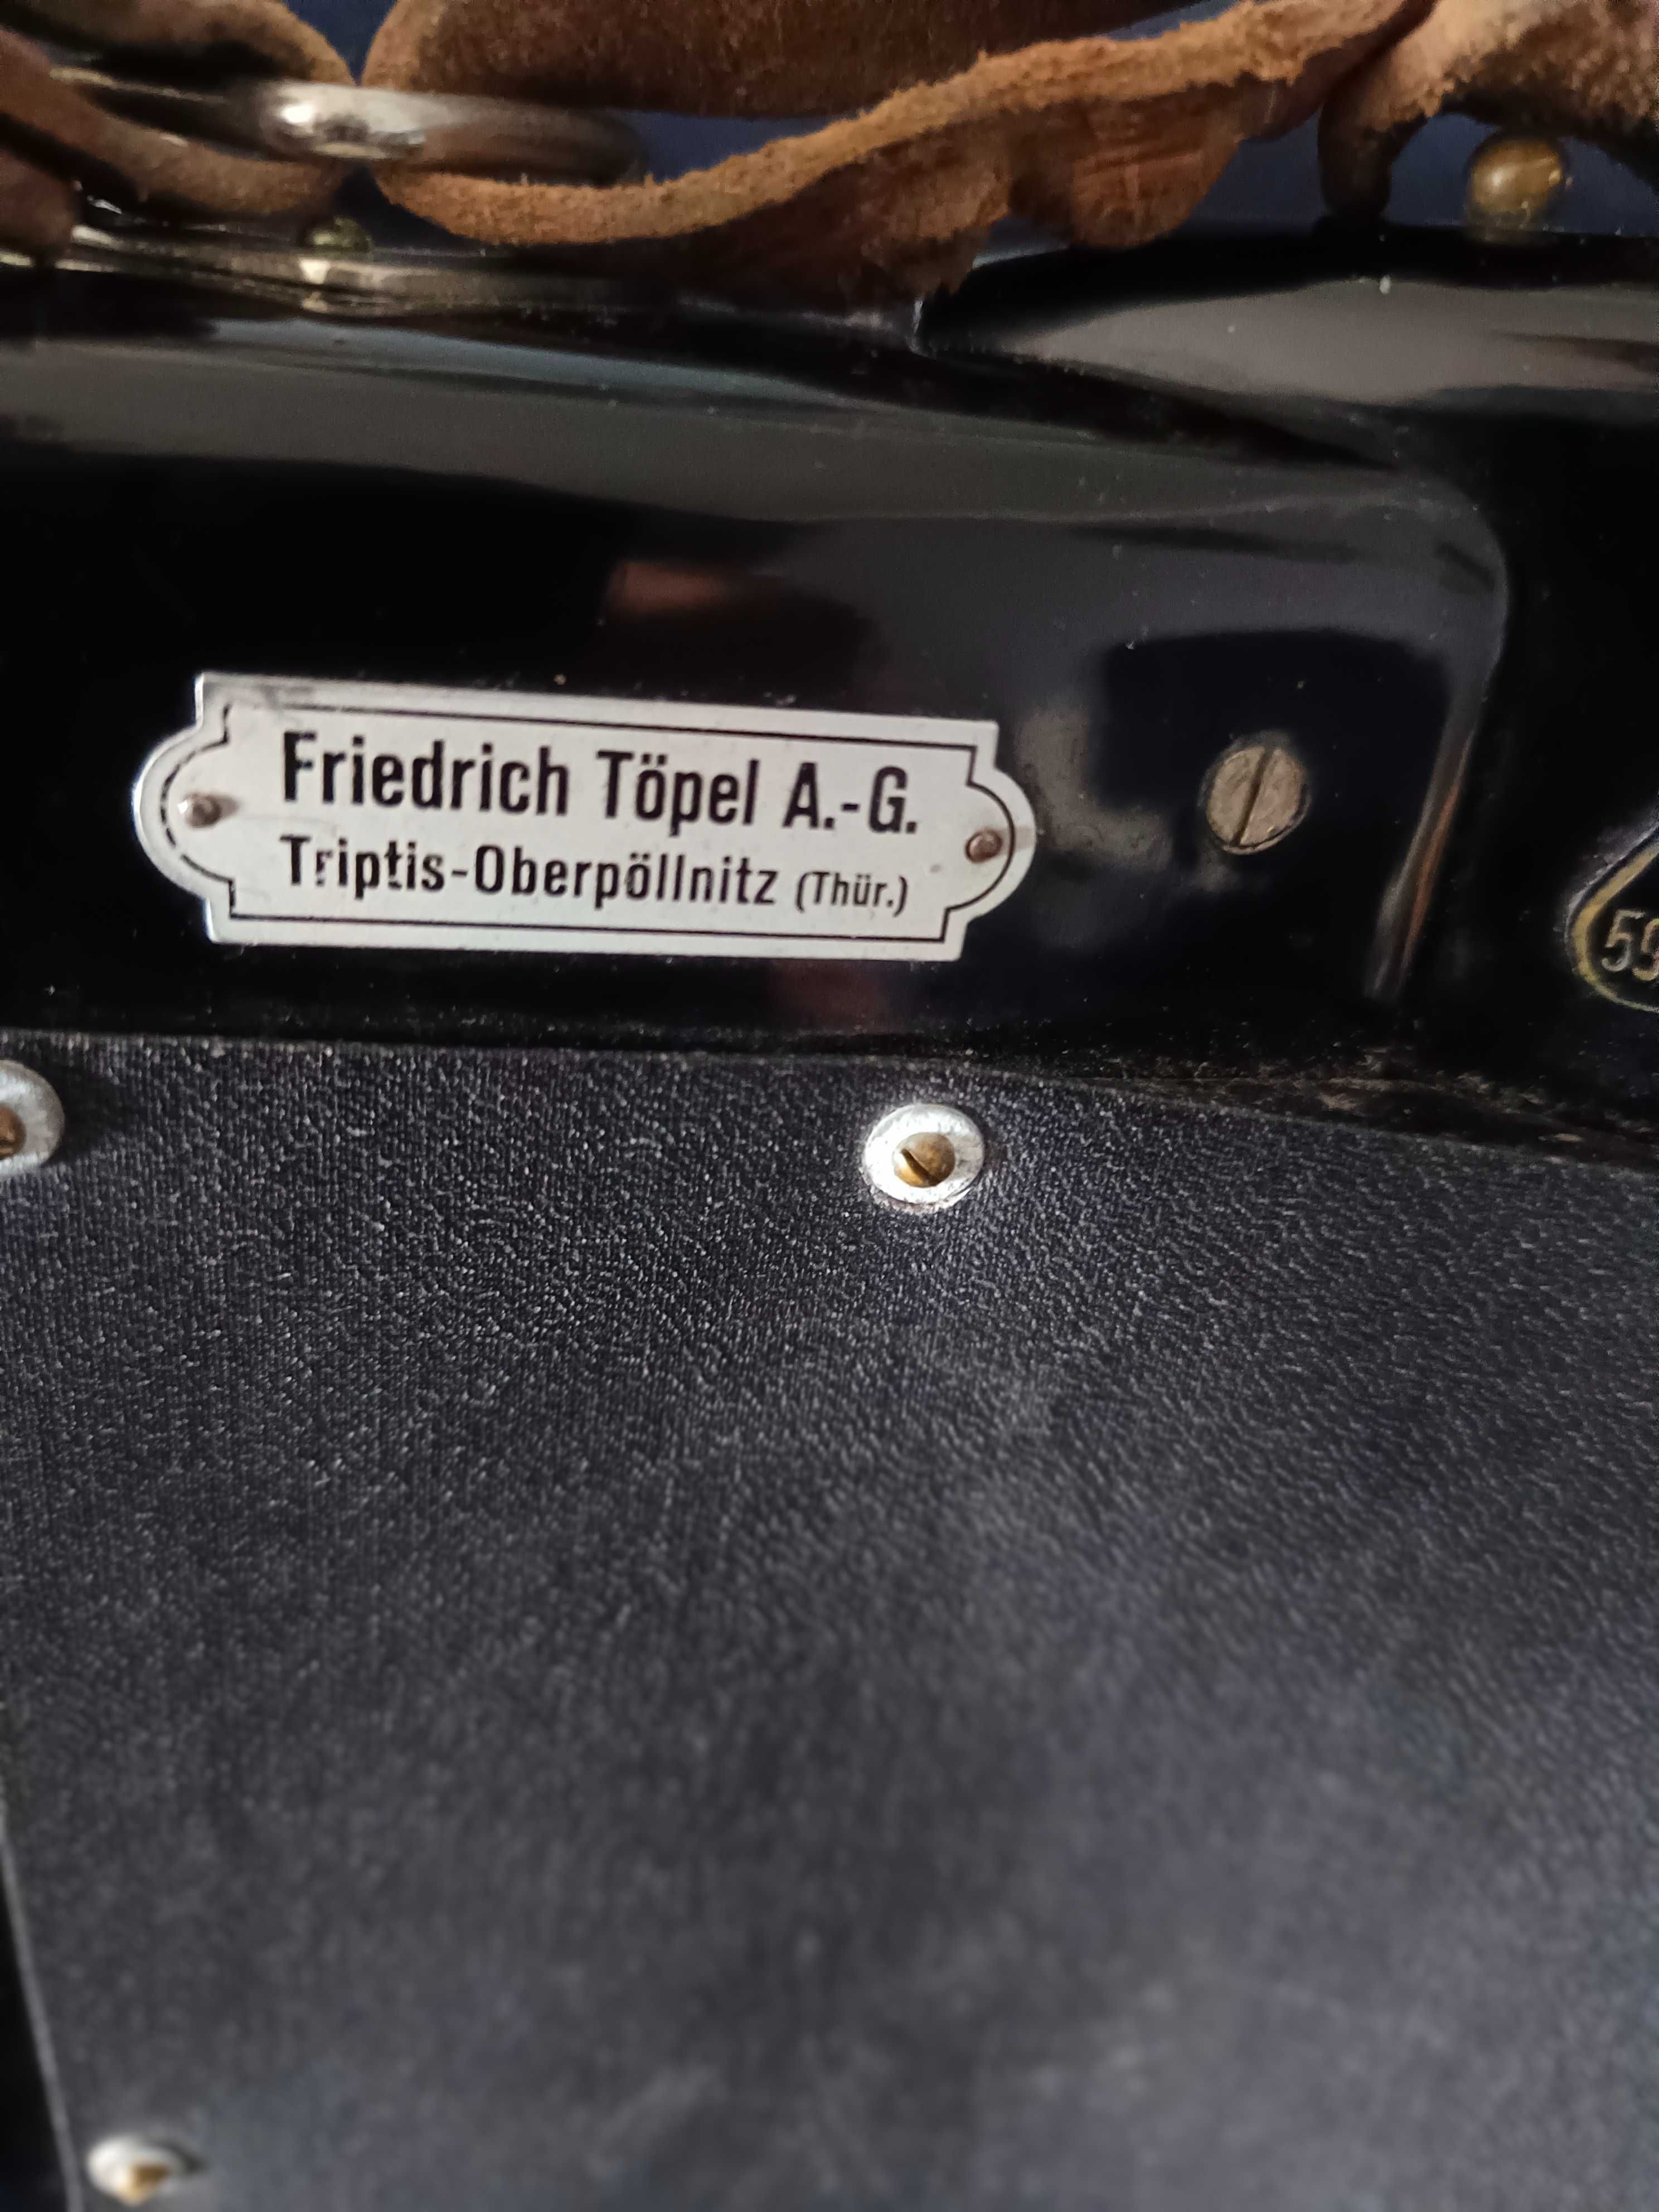 Friedrich Töpel A.-G.
Triptis-Oberpöllnitz (Thür.)